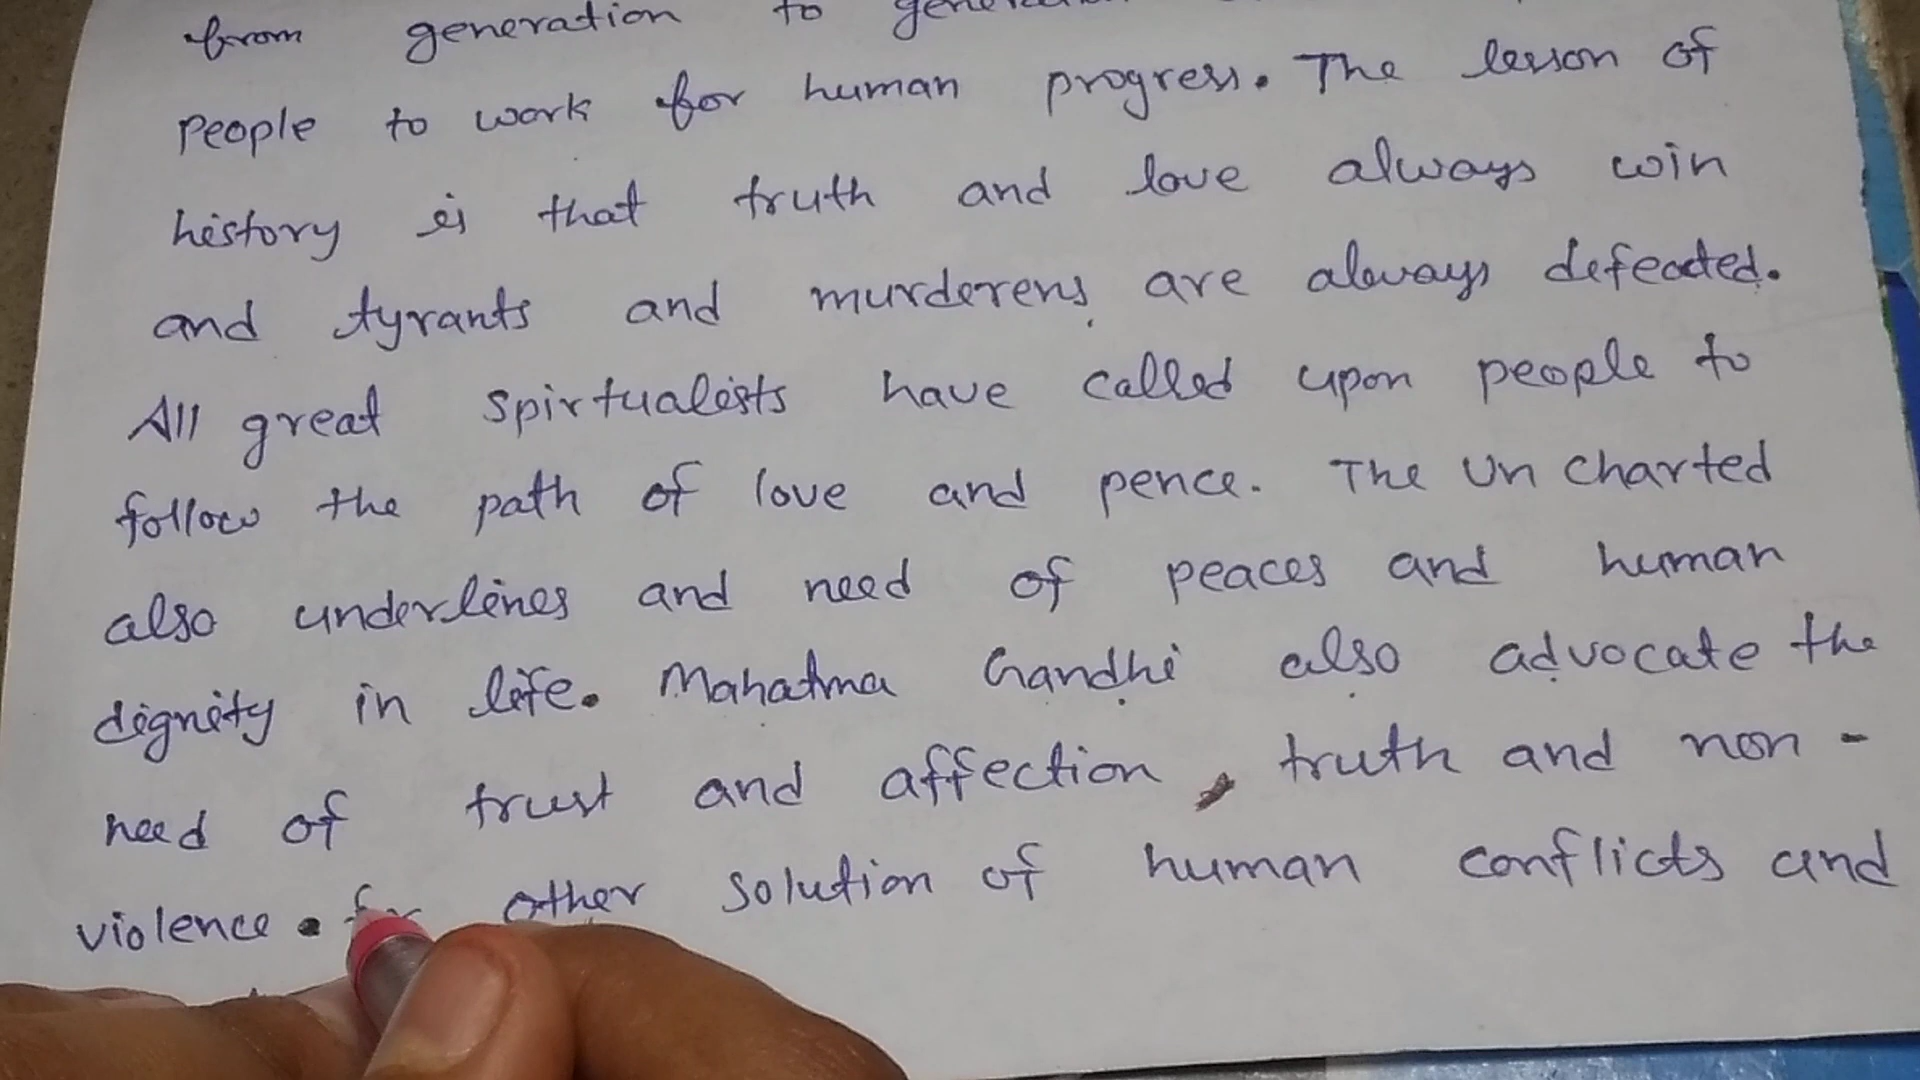 from generation to generation
People to work for human progress. The lesson of
history is that truth and love always win
and tyrants and murderers are always defeated.
All great spirtualists have called upon people to
follow the path of love and pence. The Un Charted
also underlines and need of peaces and human
dignity in life. Mahatma Gandhi also advocate the
need of trust and affection, truth and non-
violence. other solution of human conflicts and